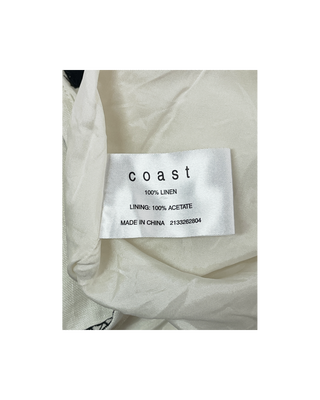 coast
100% LINEN
LINING: 100% ACETATE
MADE IN CHINA 2133262804